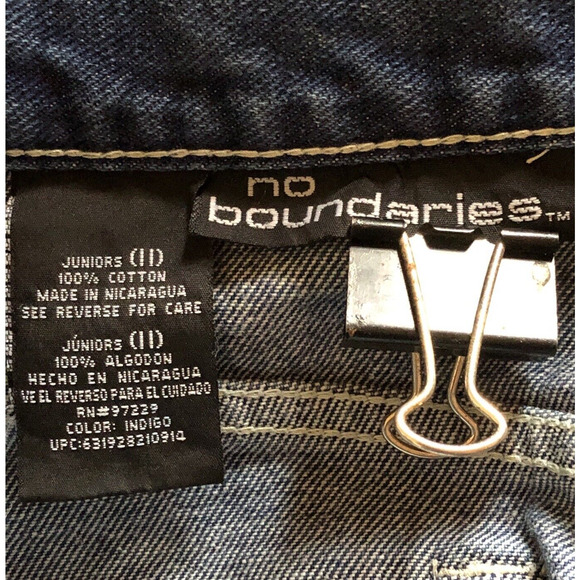 no
boundaries™
JUNIORS (11)
100% COTTON
MADE IN NICARAGUA
SEE REVERSE FOR CARE
JÚNIORS (11)
100% ALGODON
HECHO EN NICARAGUA
VE EL REVERSO PARA EL CUIDADO
RN#97229
COLOR: INDIGO
UPC:631928210914